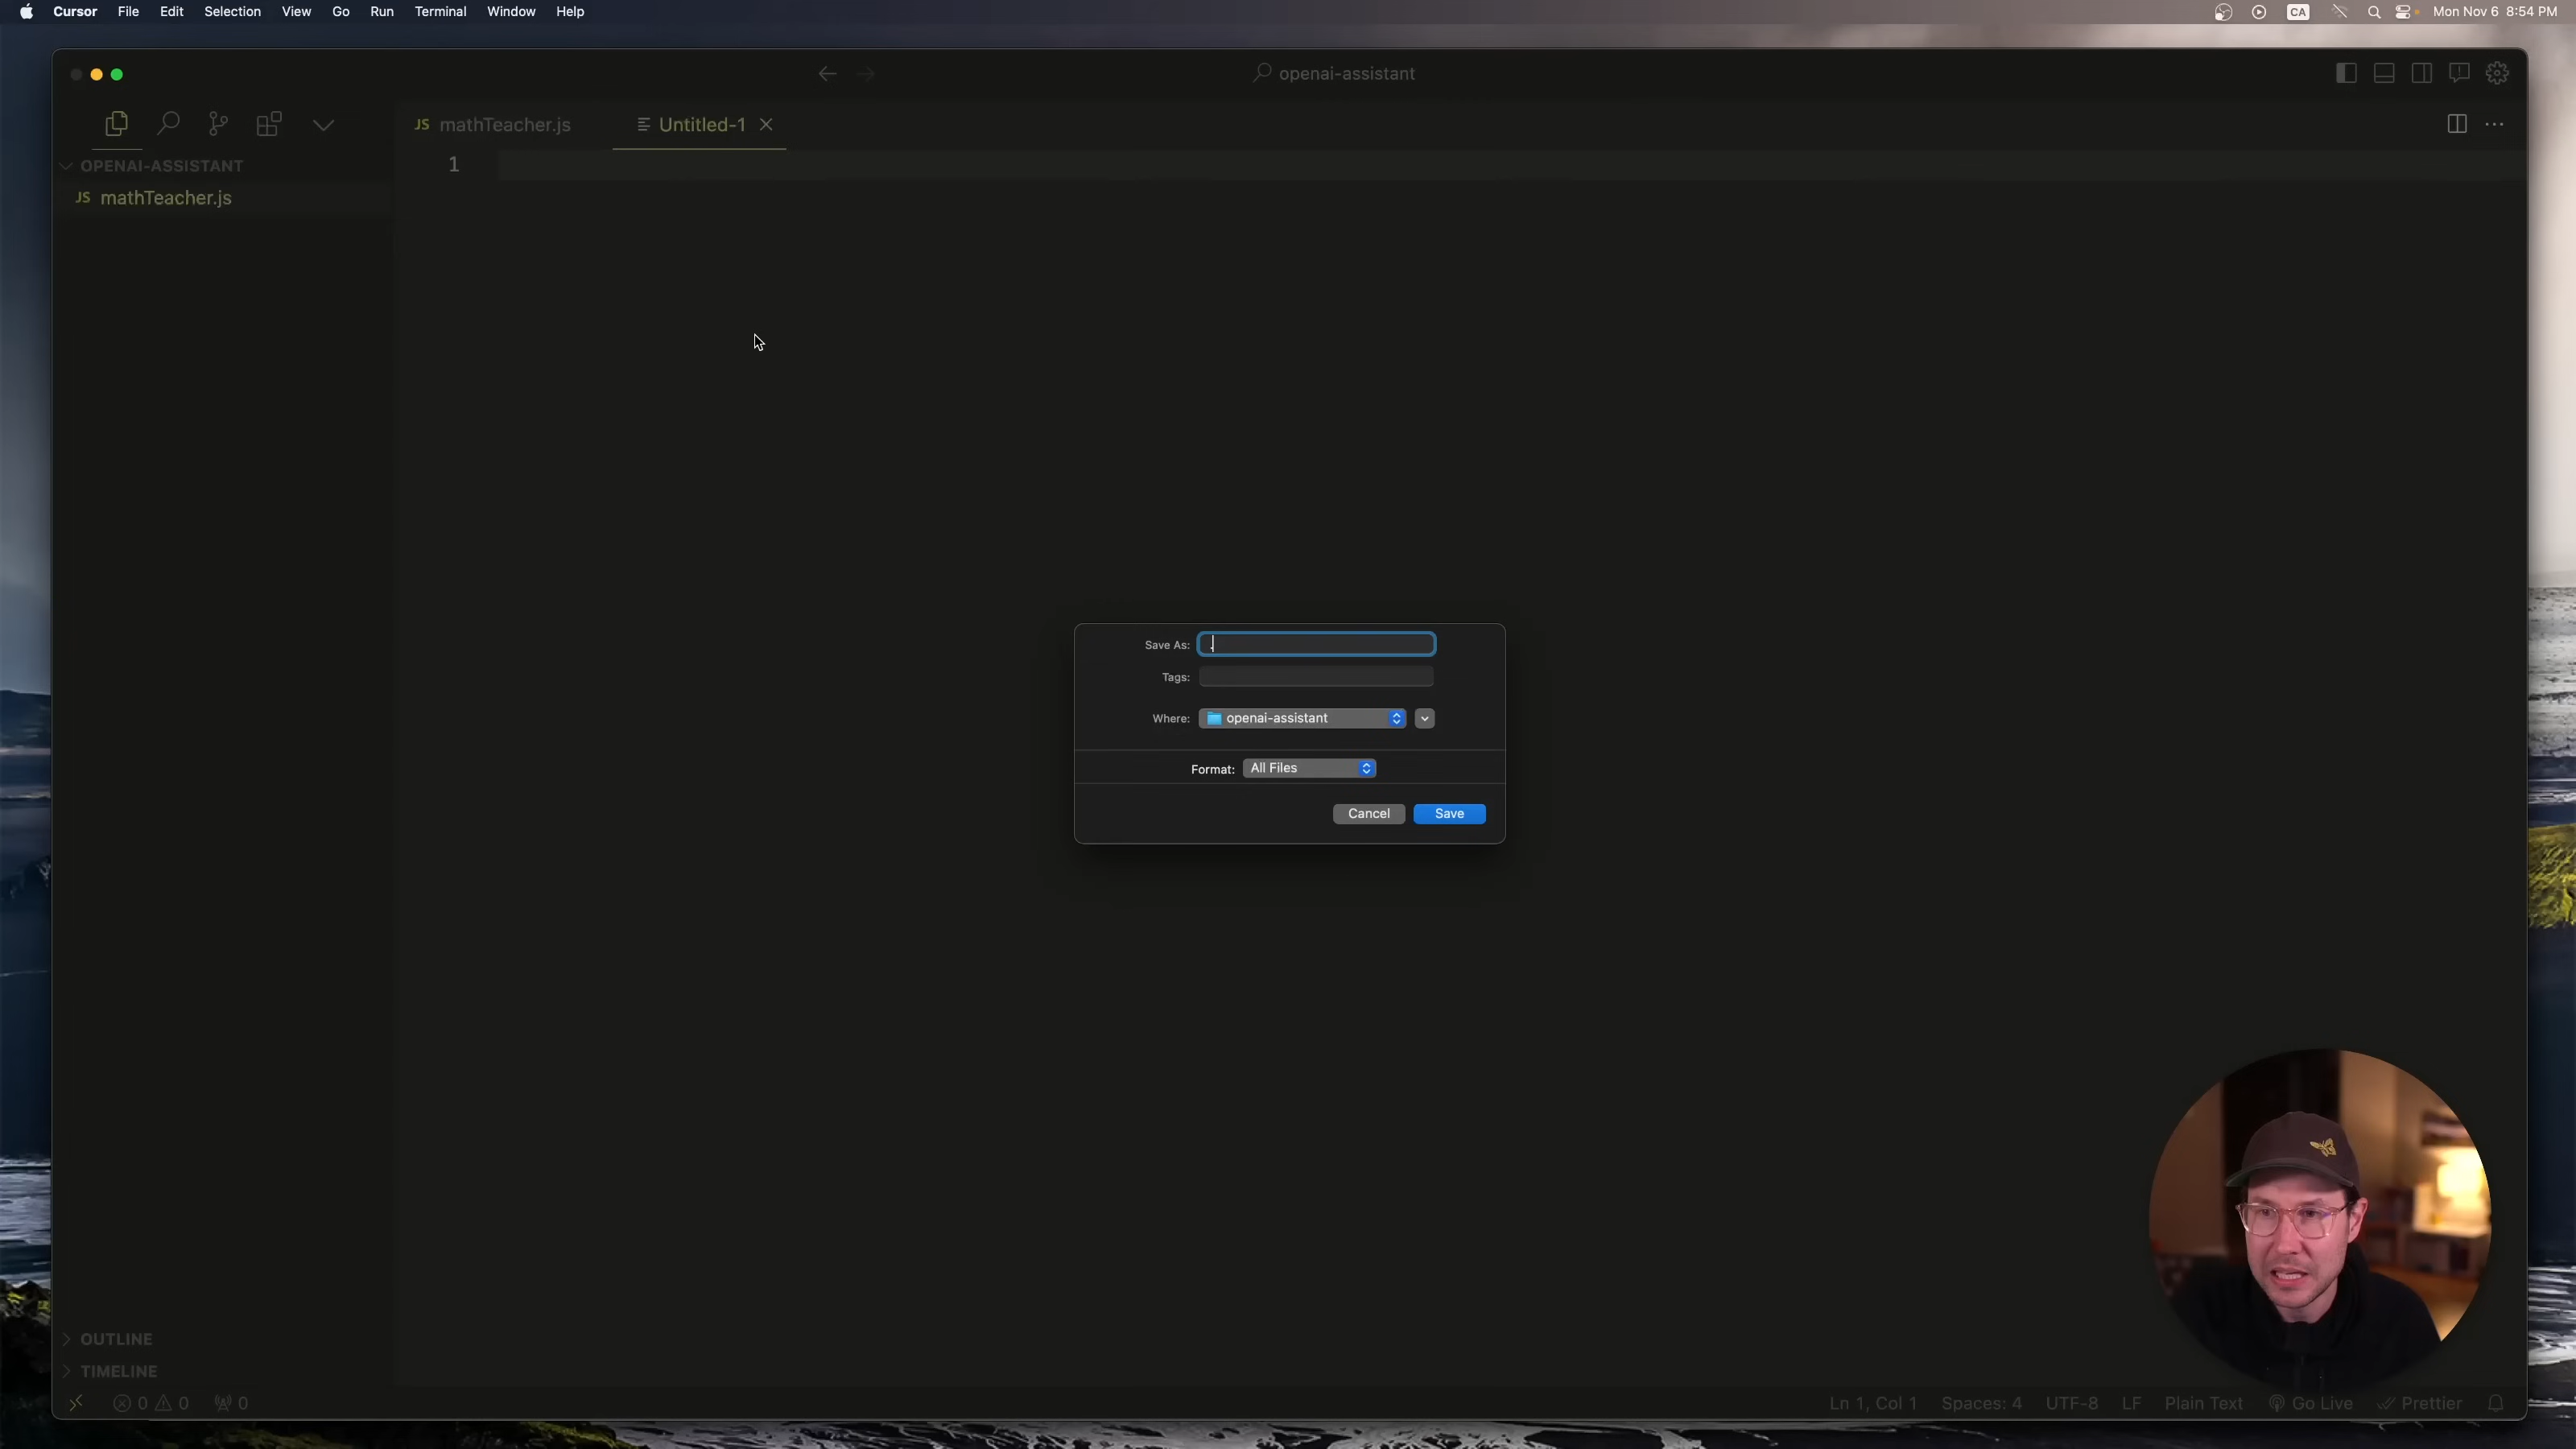 Cursor File Edit Selection View Go Run Terminal Window Help CA Mon Nov 6 8:54 PM
openai-assistant
JS mathTeacher.js Untitled-1
OPENAI-ASSISTANT
JS mathTeacher.js
1
Save As: .
Tags:
Where: openai-assistant
Format: All Files
Cancel Save
OUTLINE
TIMELINE
0 0 0 Ln 1, Col 1 Spaces: 4 UTF-8 LF Plain Text Go Live Prettier